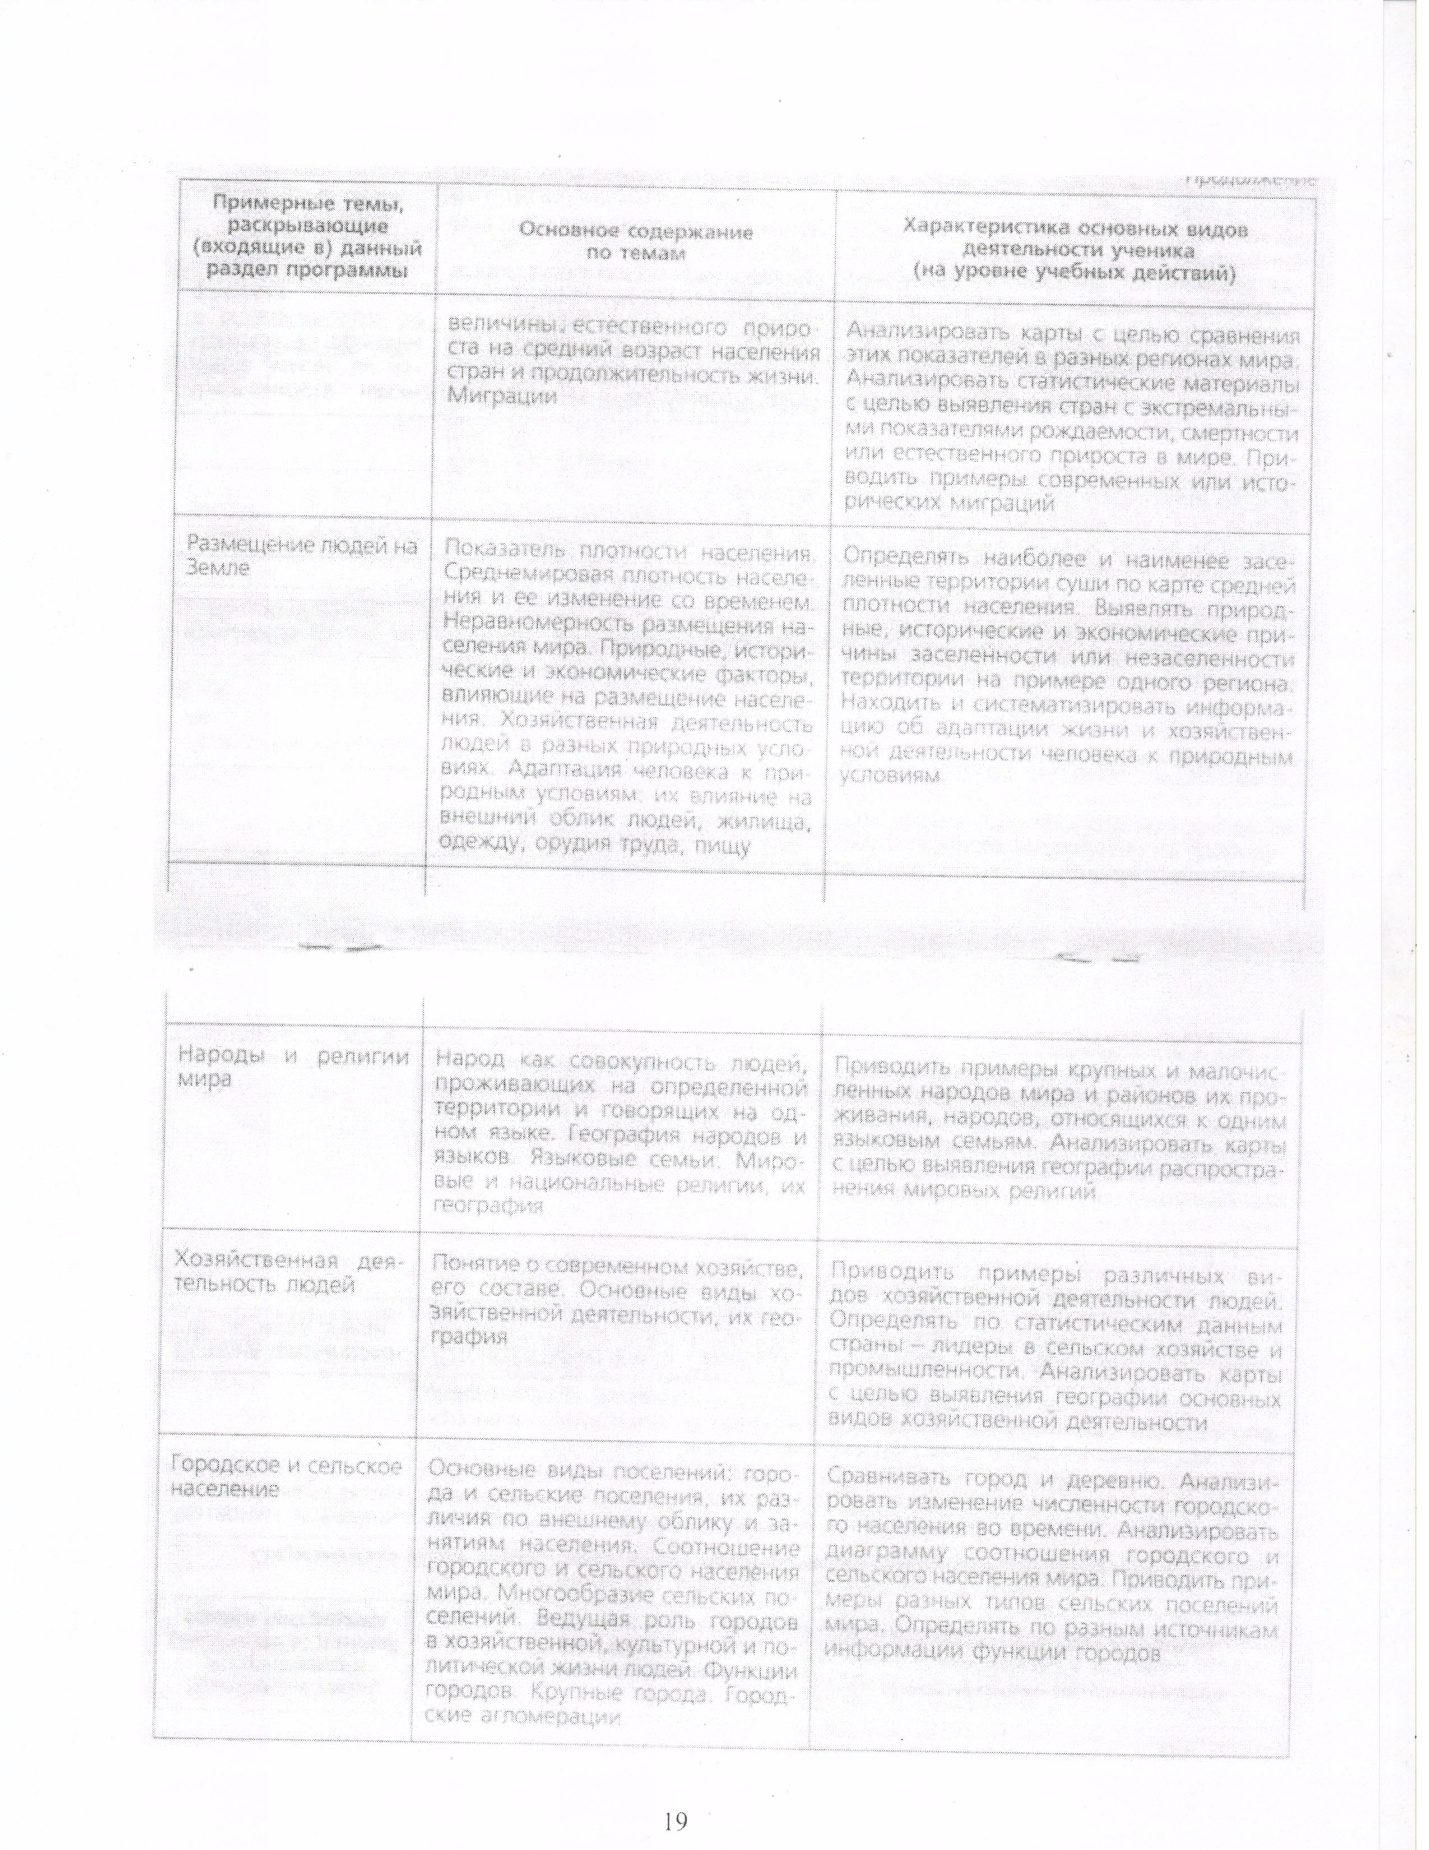 Продолжение
Примерные темы,
раскрывающие
(входящие в) данный
раздел программы
Основное содержание
по темам
Характеристика основных видов
деятельности ученика
(на уровне учебных действий)
величины естественного приро-
ста на средний возраст населения
стран и продолжительность жизни.
Миграции
Анализировать карты с целью сравнения
этих показателей в разных регионах мира.
Анализировать статистические материалы
с целью выявления стран с экстремальны-
ми показателями рождаемости, смертности
или естественного прироста в мире. При-
водить примеры современных или исто-
рических миграций
Размещение людей на
Земле
Показатель плотности населения.
Среднемировая плотность населе-
ния и ее изменение со временем.
Неравномерность размещения на-
селения мира. Природные, истори-
ческие и экономические факторы,
влияющие на размещение населе-
ния. Хозяйственная деятельность
людей в разных природных усло-
виях. Адаптация человека к при-
родным условиям: их влияние на
внешний облик людей, жилища,
одежду, орудия труда, пищу
Определять наиболее и наименее засе-
ленные территории суши по карте средней
плотности населения. Выявлять природ-
ные, исторические и экономические при-
чины заселенности или незаселенности
территории на примере одного региона.
Находить и систематизировать информа-
цию об адаптации жизни и хозяйствен-
ной деятельности человека к природным
условиям
Народы и религии
мира
Народ как совокупность людей,
проживающих на определенной
территории и говорящих на од-
ном языке. География народов и
языков. Языковые семьи. Миро-
вые и национальные религии, их
география
Приводить примеры крупных и малочис-
ленных народов мира и районов их про-
живания, народов, относящихся к одним
языковым семьям. Анализировать карты
с целью выявления географии распростра-
нения мировых религий
Хозяйственная дея-
тельность людей
Понятие о современном хозяйстве,
его составе. Основные виды хо-
зяйственной деятельности, их гео-
графия
Приводить примеры различных ви-
дов хозяйственной деятельности людей.
Определять по статистическим данным
страны – лидеры в сельском хозяйстве и
промышленности. Анализировать карты
с целью выявления географии основных
видов хозяйственной деятельности
Городское и сельское
население
Основные виды поселений: горо-
да и сельские поселения, их раз-
личия по внешнему облику и за-
нятиям населения. Соотношение
городского и сельского населения
мира. Многообразие сельских по-
селений. Ведущая роль городов
в хозяйственной, культурной и по-
литической жизни людей. Функции
городов. Крупные города. Город-
ские агломерации
Сравнивать город и деревню. Анализи-
ровать изменение численности городско-
го населения во времени. Анализировать
диаграмму соотношения городского и
сельского населения мира. Приводить при-
меры разных типов сельских поселений
мира. Определять по разным источникам
информации функции городов
19